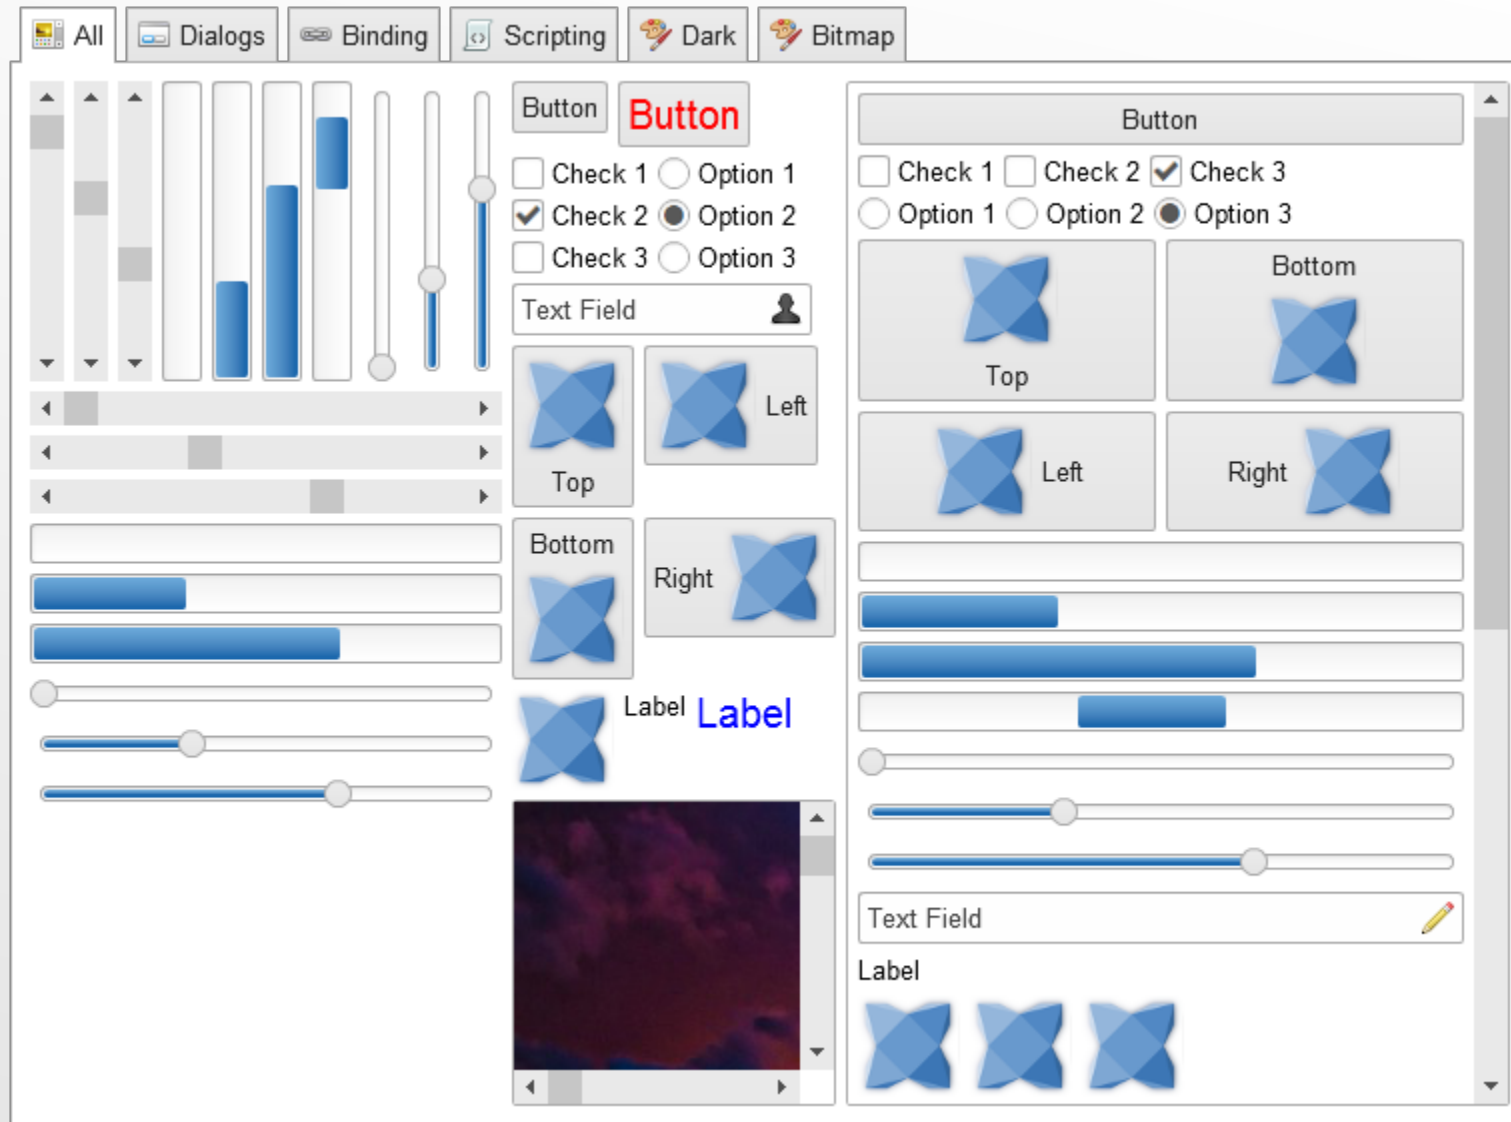 All Dialogs Binding Scripting Dark Bitmap
Button Button
Check 1 Option 1
Check 2 Option 2
Check 3 Option 3
Text Field
Top Left
Bottom
Right
Label Label
Button
Check 1 Check 2 Check 3
Option 1 Option 2 Option 3
Top Bottom
Left Right
Text Field
Label